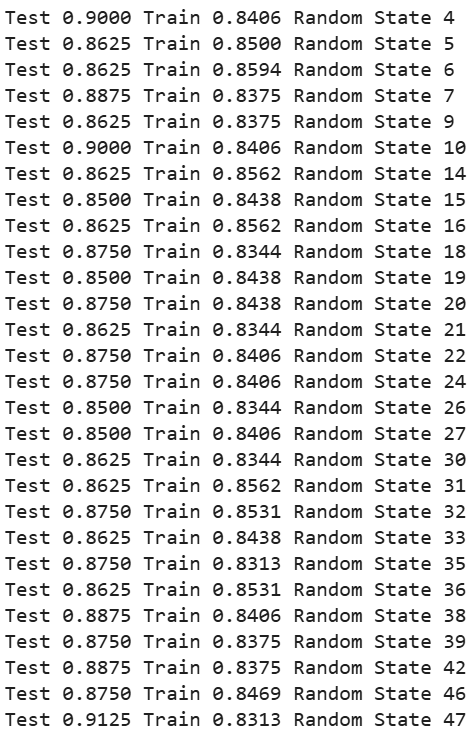 Test 0.9000 Train 0.8406 Random State 4
Test 0.8625 Train 0.8500 Random State 5
Test 0.8625 Train 0.8594 Random State 6
Test 0.8875 Train 0.8375 Random State 7
Test 0.8625 Train 0.8375 Random State 9
Test 0.9000 Train 0.8406 Random State 10
Test 0.8625 Train 0.8562 Random State 14
Test 0.8500 Train 0.8438 Random State 15
Test 0.8625 Train 0.8562 Random State 16
Test 0.8750 Train 0.8344 Random State 18
Test 0.8500 Train 0.8438 Random State 19
Test 0.8750 Train 0.8438 Random State 20
Test 0.8625 Train 0.8344 Random State 21
Test 0.8750 Train 0.8406 Random State 22
Test 0.8750 Train 0.8406 Random State 24
Test 0.8500 Train 0.8344 Random State 26
Test 0.8500 Train 0.8406 Random State 27
Test 0.8625 Train 0.8344 Random State 30
Test 0.8625 Train 0.8562 Random State 31
Test 0.8750 Train 0.8531 Random State 32
Test 0.8625 Train 0.8438 Random State 33
Test 0.8750 Train 0.8313 Random State 35
Test 0.8625 Train 0.8531 Random State 36
Test 0.8875 Train 0.8406 Random State 38
Test 0.8750 Train 0.8375 Random State 39
Test 0.8875 Train 0.8375 Random State 42
Test 0.8750 Train 0.8469 Random State 46
Test 0.9125 Train 0.8313 Random State 47